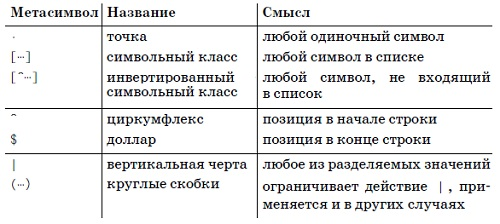 Метасимвол Название Смысл
. точка любой одиночный символ
[…] символьный класс любой символ в списке
[^…] инвертированный любой символ, не входящий
символьный класс в список
^ циркумфлекс позиция в начале строки
$ доллар позиция в конце строки
| вертикальная черта любое из разделяемых значений
(…) круглые скобки ограничивает действие |, при-
меняется и в других случаях